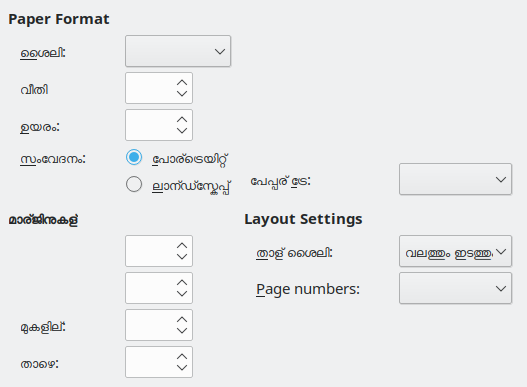 Paper Format
ശൈലി:
വീതി
ഉയരം:
സംവേദനം:
പോര്ട്രെയിറ്റ്
ലാന്ഡ്സ്കേപ്പ്
പേപ്പര് ട്രേ:
മാര്ജിനുകള്
Layout Settings
താള് ശൈലി:
വലത്തും ഇടത്തും
Page numbers:
മുകളില്:
താഴെ: